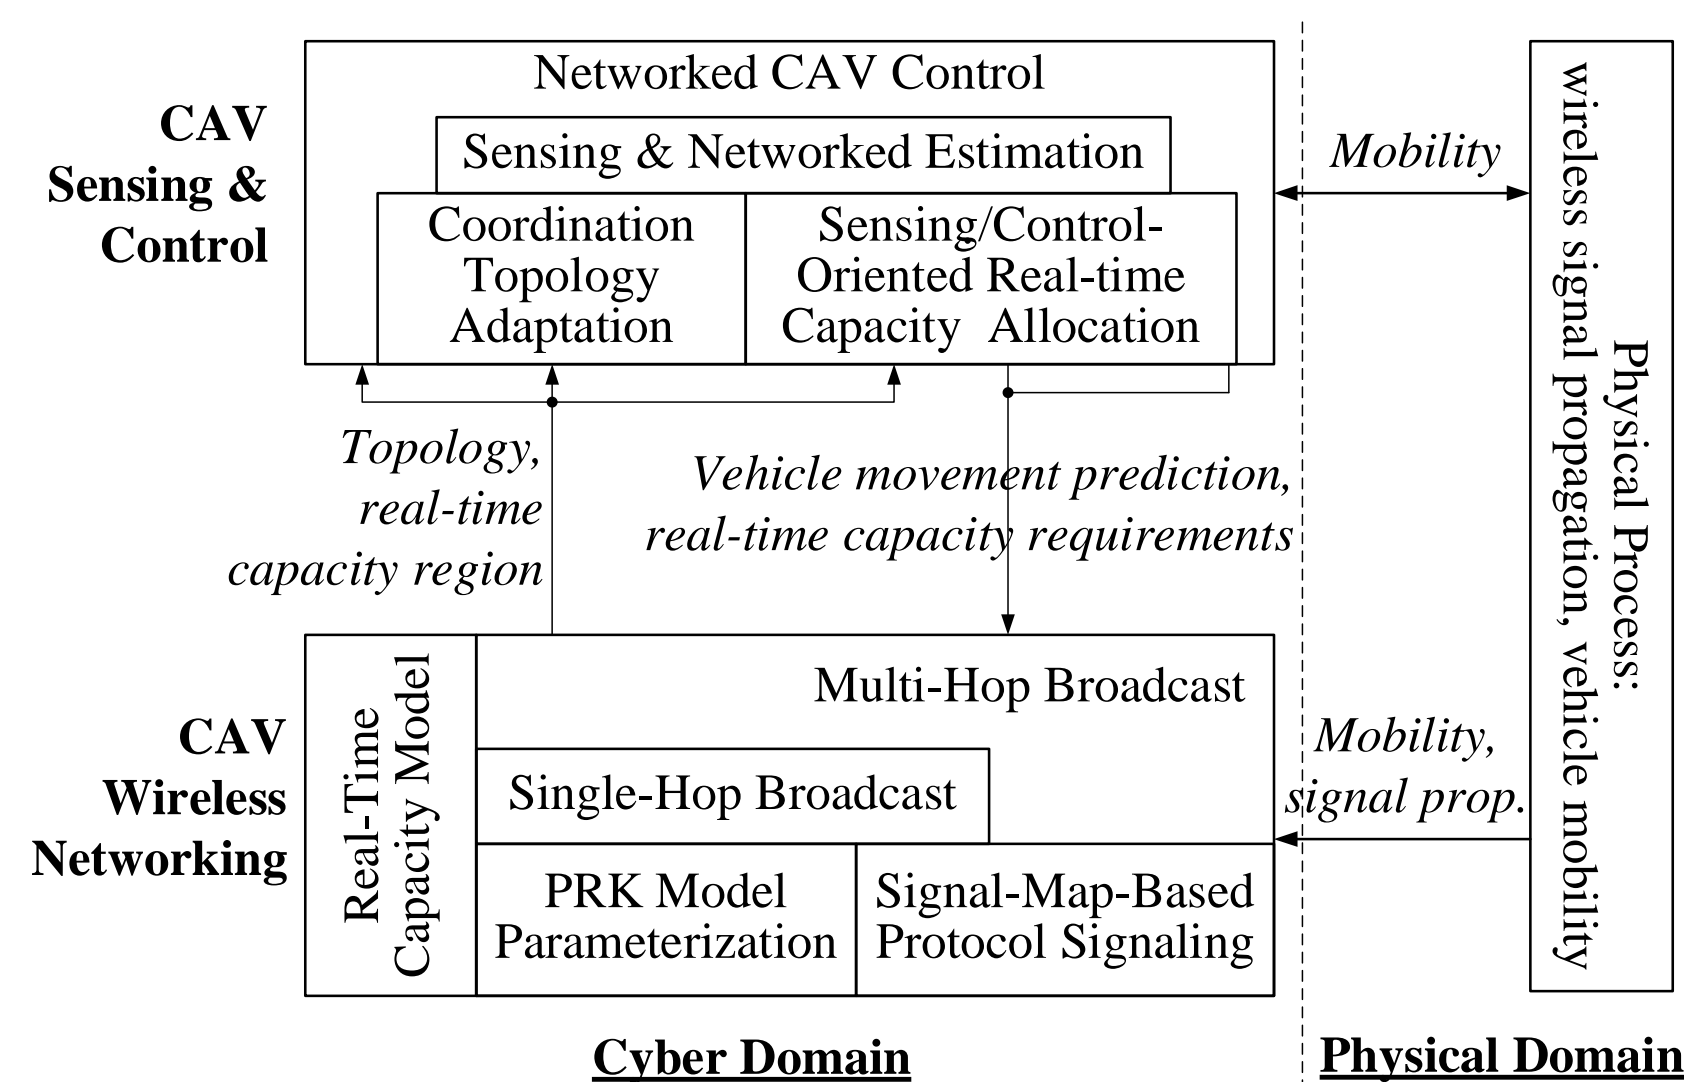 CAV
Sensing &
Control
Networked CAV Control
Sensing & Networked Estimation
Coordination
Topology
Adaptation
Sensing/Control-
Oriented Real-time
Capacity Allocation
Mobility
Physical Process:
wireless signal propagation, vehicle mobility
Topology,
real-time
capacity region
Vehicle movement prediction,
real-time capacity requirements
CAV
Wireless
Networking
Real-Time
Capacity Model
Multi-Hop Broadcast
Single-Hop Broadcast
PRK Model
Parameterization
Signal-Map-Based
Protocol Signaling
Mobility,
signal prop.
Cyber Domain
Physical Domain